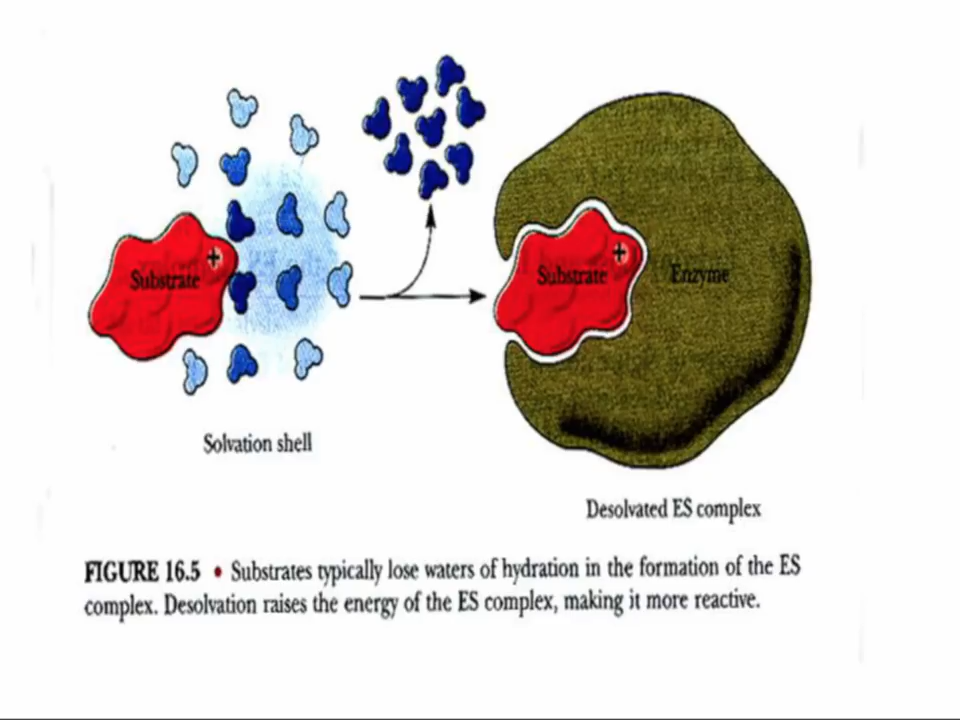 Substrate +
Substrate +
Enzyme
Solvation shell
Desolvated ES complex
FIGURE 16.5 • Substrates typically lose waters of hydration in the formation of the ES
complex. Desolvation raises the energy of the ES complex, making it more reactive.